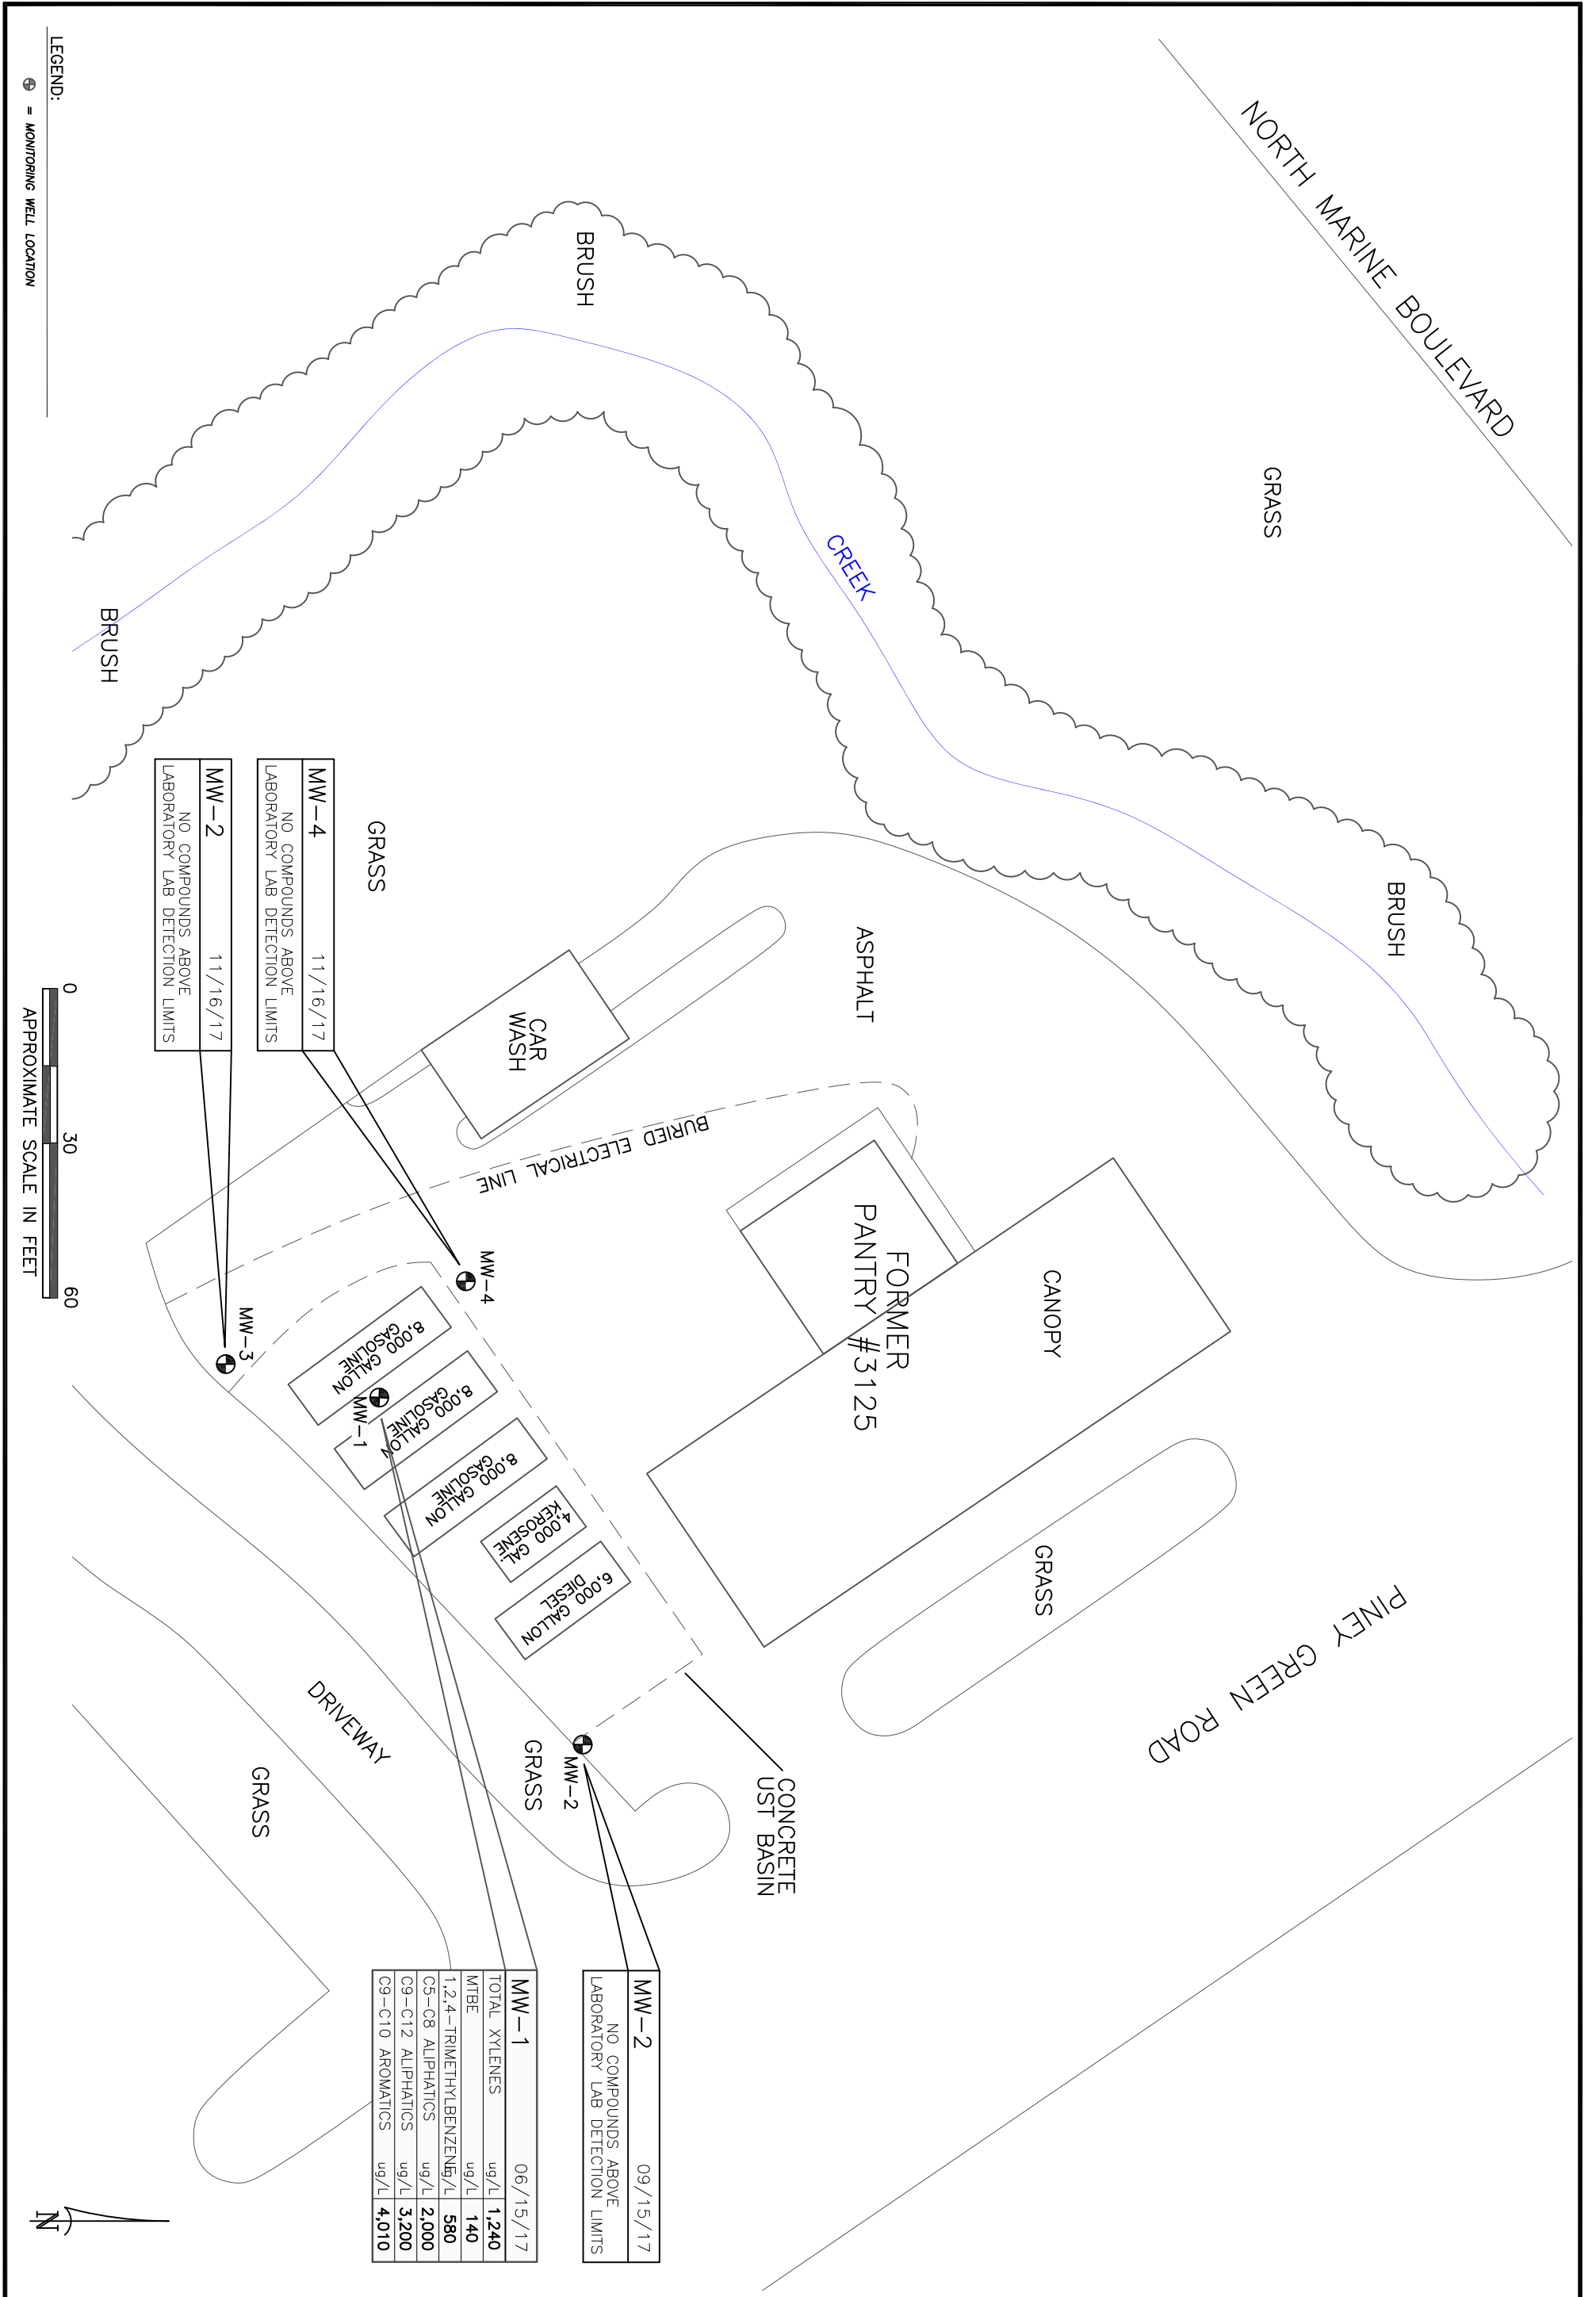 NORTH MARINE BOULEVARD
GRASS
BRUSH
CREEK
BRUSH
BRUSH
LEGEND:
= MONITORING WELL LOCATION
PINEY GREEN ROAD
GRASS
CANOPY
FORMER
PANTRY #3125
ASPHALT
CAR
WASH
GRASS
BURIED ELECTRICAL LINE
CONCRETE
UST BASIN
MW-4
MW-3
MW-1
MW-2
8,000 GALLON
GASOLINE
8,000 GALLON
GASOLINE
8,000 GALLON
GASOLINE
4,000 GAL.
KEROSENE
6,000 GALLON
DIESEL
GRASS
DRIVEWAY
GRASS
MW-4 11/16/17
NO COMPOUNDS ABOVE
LABORATORY LAB DETECTION LIMITS
MW-2 11/16/17
NO COMPOUNDS ABOVE
LABORATORY LAB DETECTION LIMITS
MW-2 09/15/17
NO COMPOUNDS ABOVE
LABORATORY LAB DETECTION LIMITS
MW-1 06/15/17
TOTAL XYLENES ug/L 1,240
MTBE ug/L 140
1,2,4-TRIMETHYLBENZENE ug/L 580
C5-C8 ALIPHATICS ug/L 2,000
C9-C12 ALIPHATICS ug/L 3,200
C9-C10 AROMATICS ug/L 4,010
0 30 60
APPROXIMATE SCALE IN FEET
N